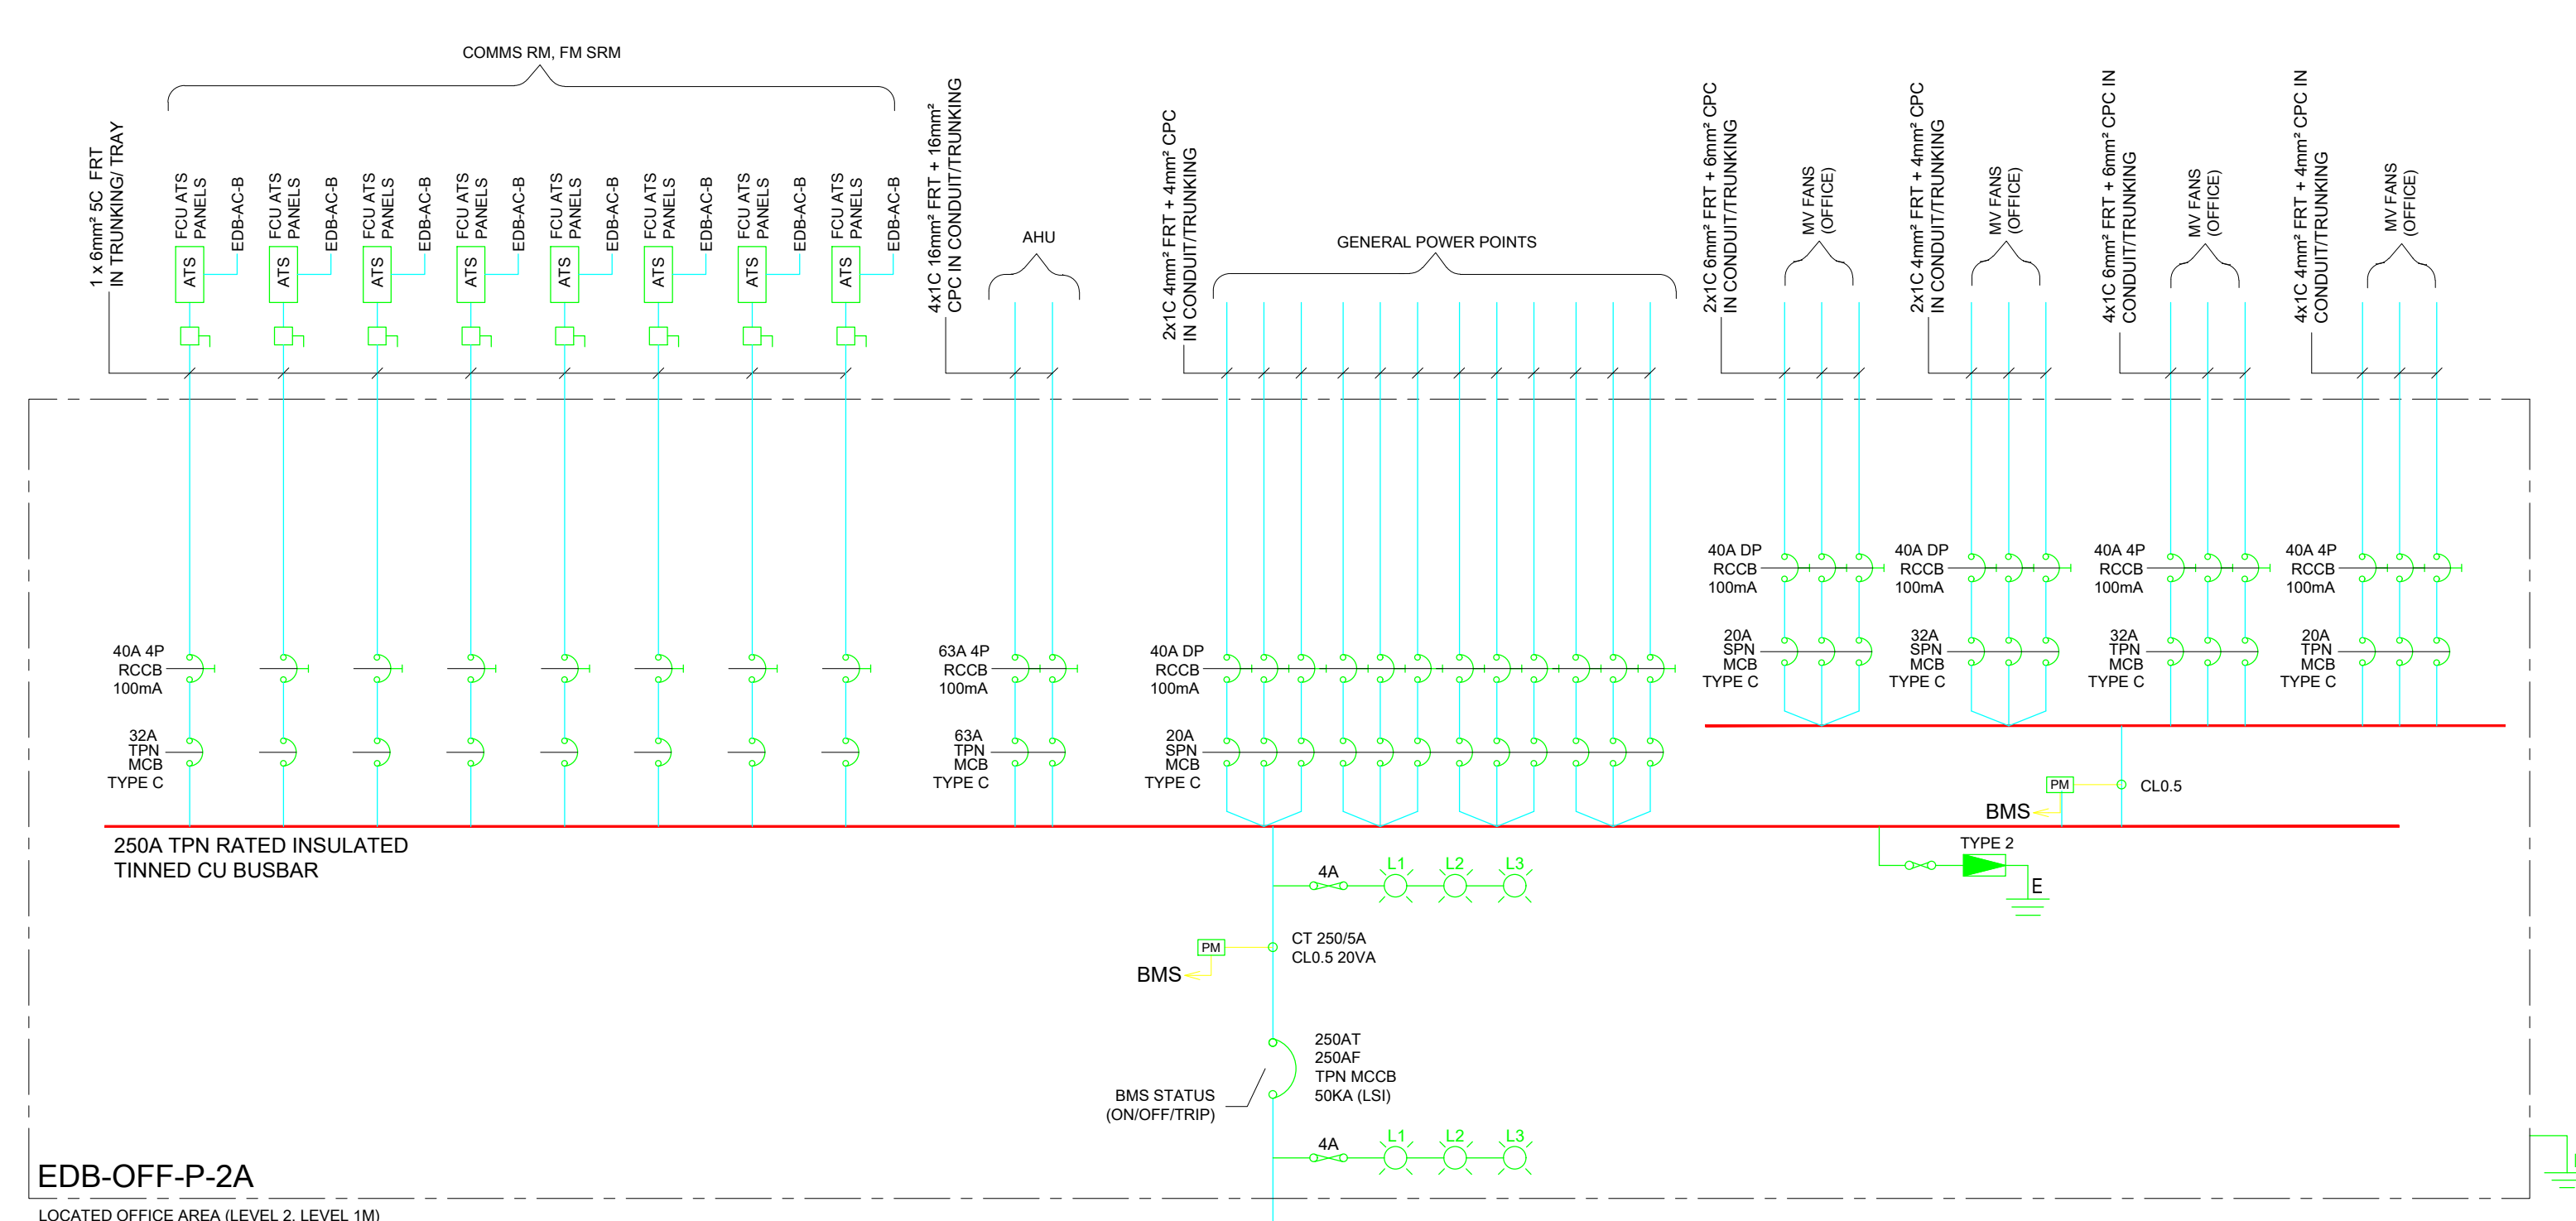 COMMS RM, FM SRM
1 x 6mm² 5C  FRT
IN TRUNKING/ TRAY
FCU ATS
PANELS
EDB-AC-B
FCU ATS
PANELS
EDB-AC-B
FCU ATS
PANELS
EDB-AC-B
FCU ATS
PANELS
EDB-AC-B
FCU ATS
PANELS
EDB-AC-B
FCU ATS
PANELS
EDB-AC-B
FCU ATS
PANELS
EDB-AC-B
FCU ATS
PANELS
EDB-AC-B
ATS
ATS
ATS
ATS
ATS
ATS
ATS
ATS
4x1C 16mm² FRT + 16mm²
CPC IN CONDUIT/TRUNKING
AHU
2x1C 4mm² FRT + 4mm² CPC
IN CONDUIT/TRUNKING
GENERAL POWER POINTS
2x1C 6mm² FRT + 6mm² CPC
IN CONDUIT/TRUNKING
MV FANS
(OFFICE)
2x1C 4mm² FRT + 4mm² CPC
IN CONDUIT/TRUNKING
MV FANS
(OFFICE)
4x1C 6mm² FRT + 6mm² CPC IN
CONDUIT/TRUNKING
MV FANS
(OFFICE)
4x1C 4mm² FRT + 4mm² CPC IN
CONDUIT/TRUNKING
MV FANS
(OFFICE)
40A DP
RCCB
100mA
40A DP
RCCB
100mA
40A 4P
RCCB
100mA
40A 4P
RCCB
100mA
20A
SPN
MCB
TYPE C
32A
SPN
MCB
TYPE C
32A
TPN
MCB
TYPE C
20A
TPN
MCB
TYPE C
40A 4P
RCCB
100mA
63A 4P
RCCB
100mA
40A DP
RCCB
100mA
32A
TPN
MCB
TYPE C
63A
TPN
MCB
TYPE C
20A
SPN
MCB
TYPE C
PM
CL0.5
BMS
250A TPN RATED INSULATED
TINNED CU BUSBAR
TYPE 2
E
4A
L1
L2
L3
PM
CT 250/5A
CL0.5 20VA
BMS
250AT
250AF
TPN MCCB
50KA (LSI)
BMS STATUS
(ON/OFF/TRIP)
4A
L1
L2
L3
EDB-OFF-P-2A
LOCATED OFFICE AREA (LEVEL 2, LEVEL 1M)